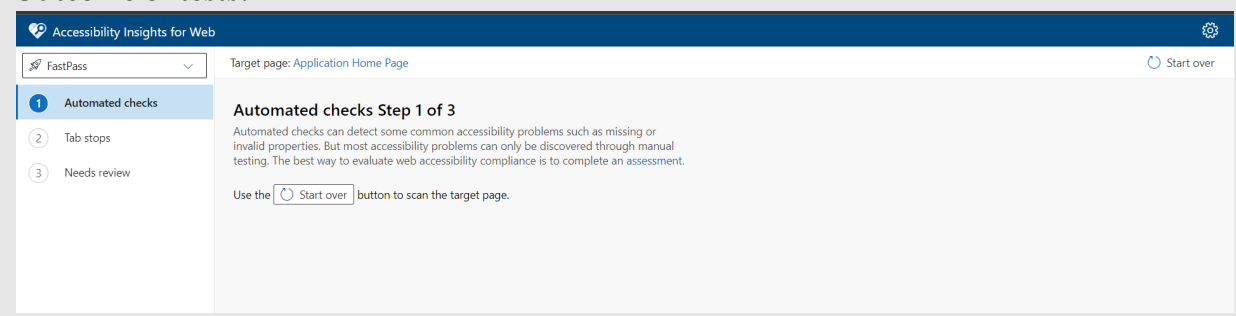 Accessibility Insights for Web
FastPass
Target page: Application Home Page
Start over
1 Automated checks
2 Tab stops
3 Needs review
Automated checks Step 1 of 3
Automated checks can detect some common accessibility problems such as missing or
invalid properties. But most accessibility problems can only be discovered through manual
testing. The best way to evaluate web accessibility compliance is to complete an assessment.
Use the Start over button to scan the target page.